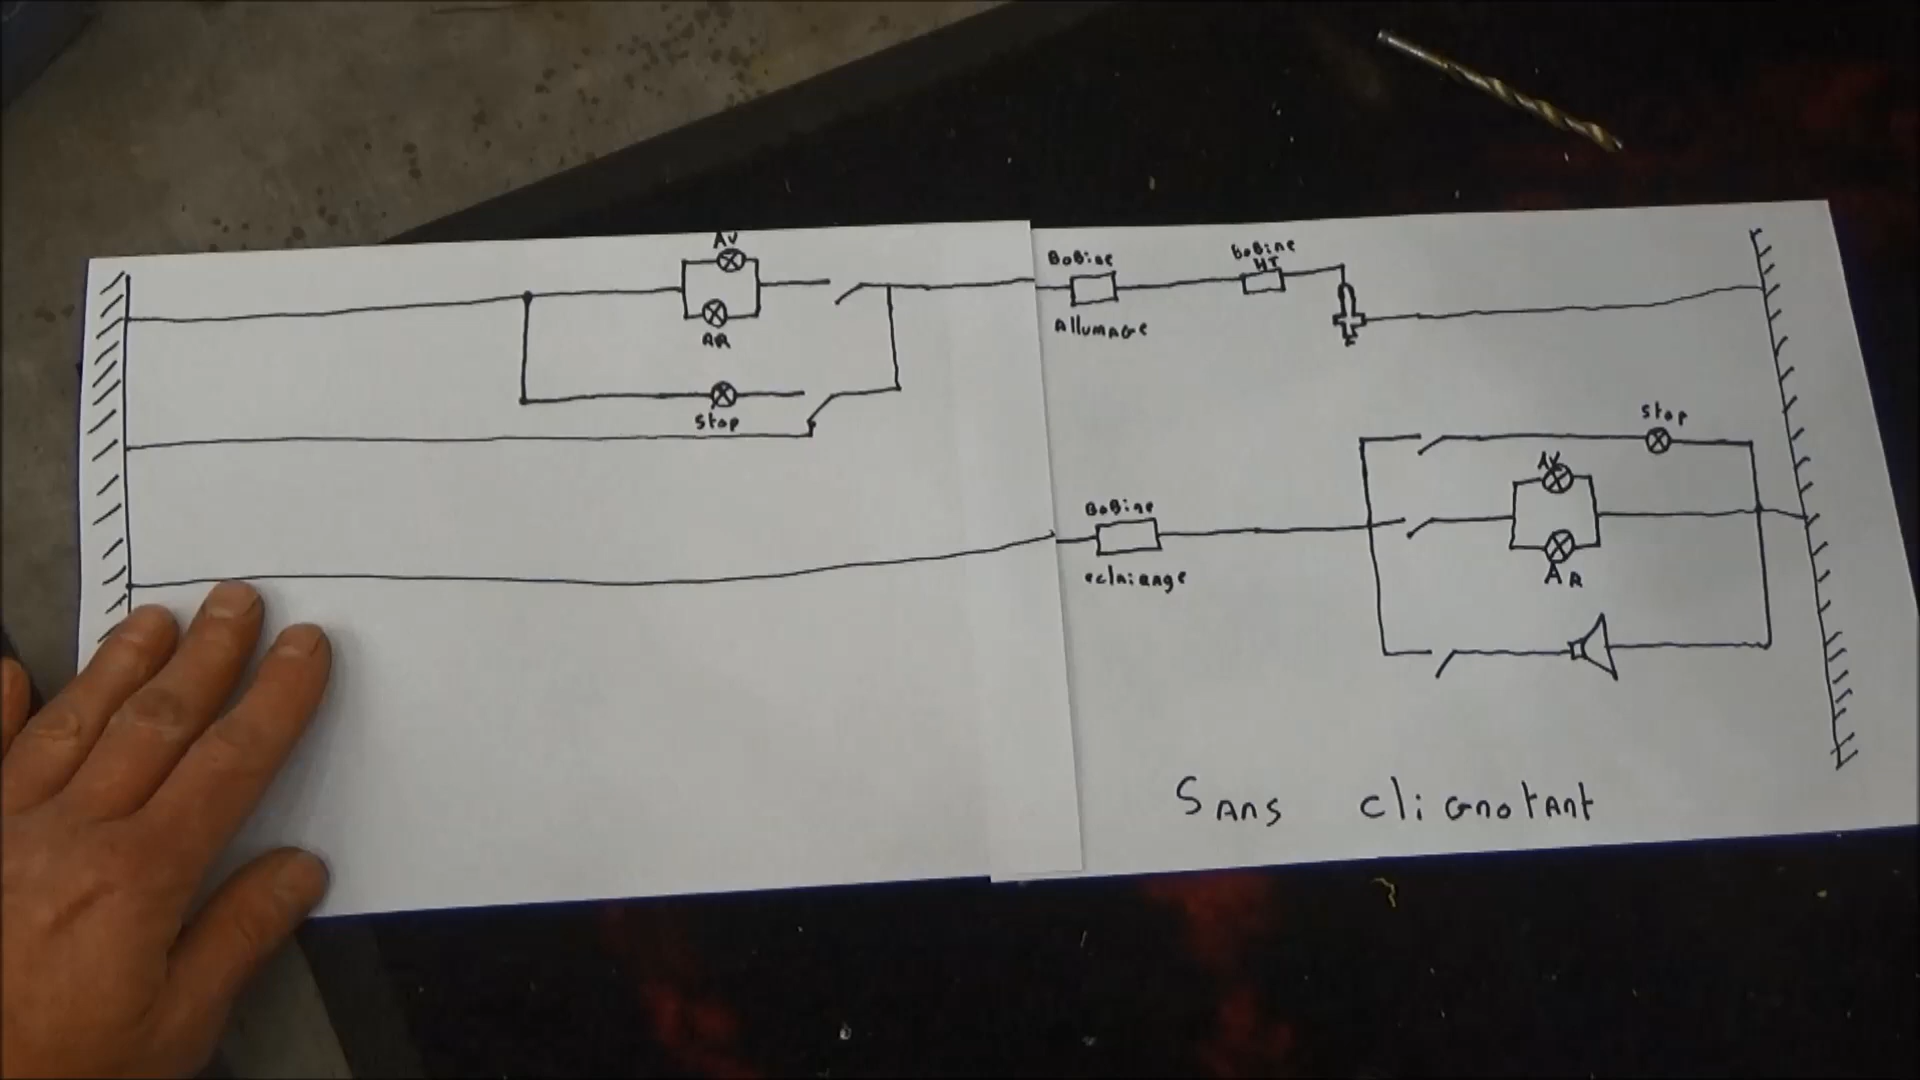 AV
AR
Stop
BoBine
Allumage
BoBine
HT
Stop
AV
AR
BoBine
eclairage
SAns clignotAnt